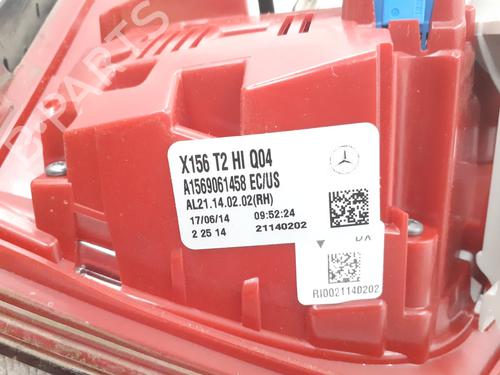 B-PARTS
X156 T2 HI Q04
A1569061458 EC/US
AL21.14.02.02(RH)
17/06/14 09:52:24
2 25 14 21140202
DX
RI0021140202